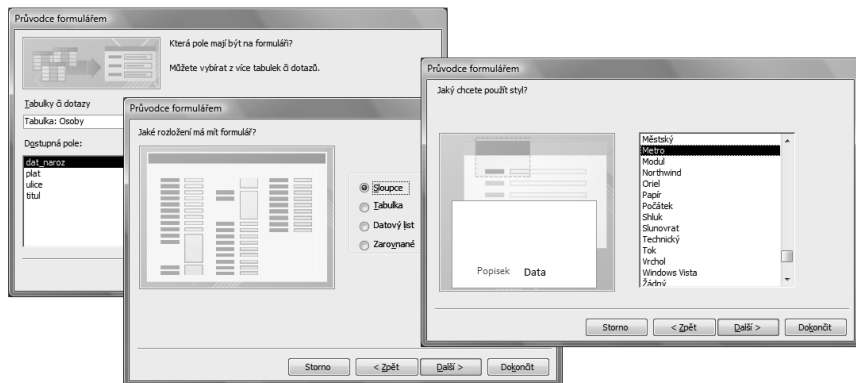 Průvodce formulářem
Která pole mají být na formuláři?
Můžete vybírat z více tabulek či dotazů.
Tabulky či dotazy
Tabulka: Osoby
Dostupná pole:
dat_naroz
plat
ulice
titul
Průvodce formulářem
Jaké rozložení má mít formulář?
Sloupce
Tabulka
Datový list
Zarovnané
Storno
< Zpět
Další >
Dokončit
Průvodce formulářem
Jaký chcete použít styl?
Popisek Data
Městský
Metro
Modul
Northwind
Oriel
Papír
Počátek
Shluk
Slunovrat
Technický
Tok
Vrchol
Windows Vista
Žádný
Storno
< Zpět
Další >
Dokončit